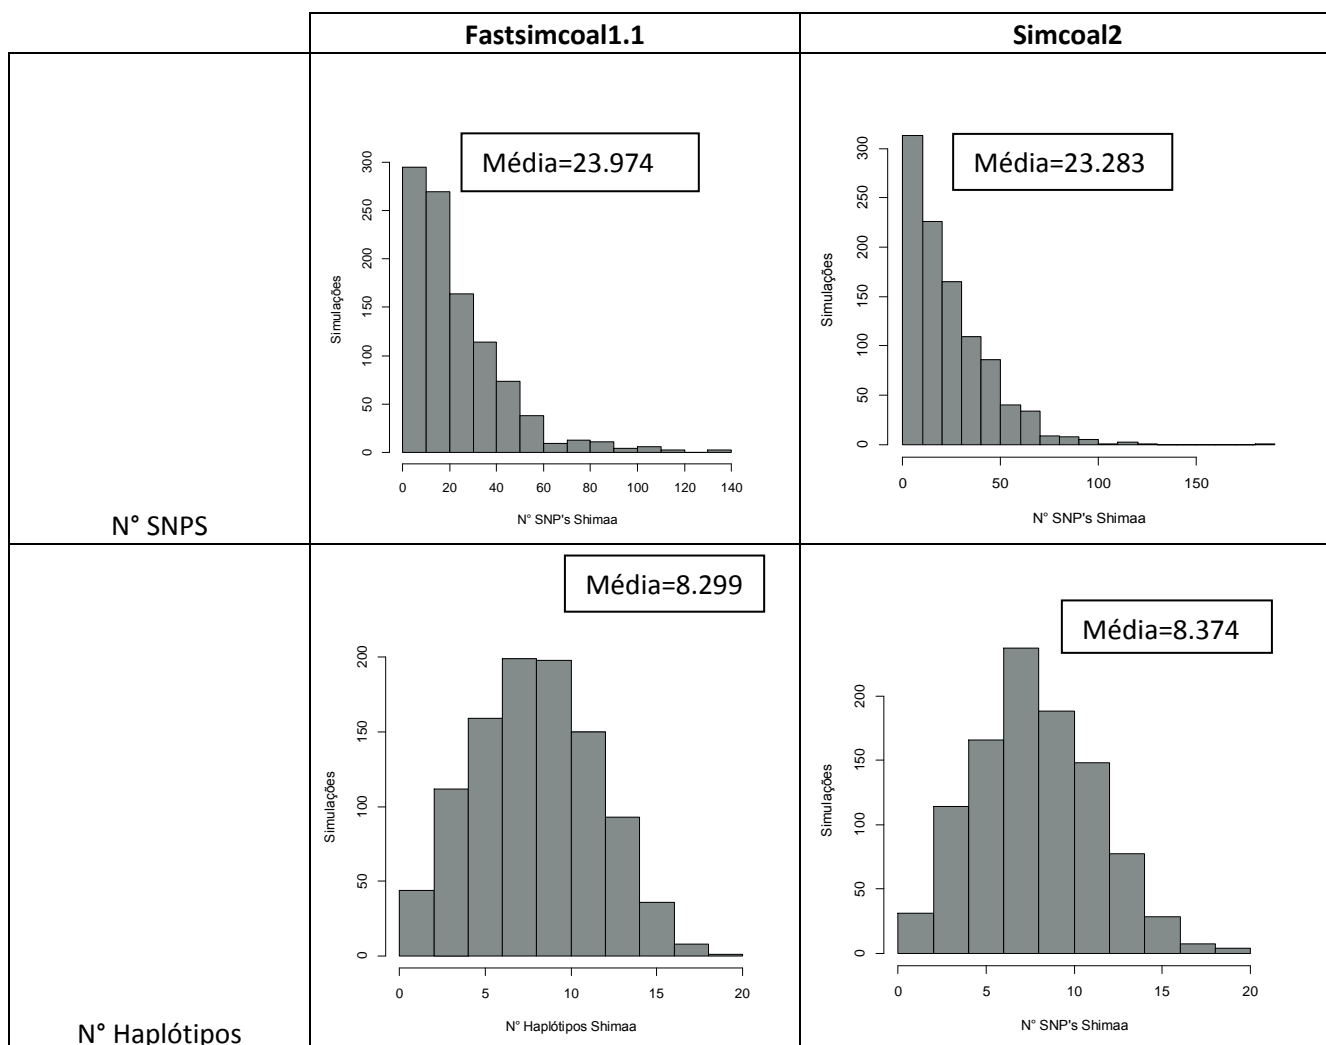 Fastsimcoal1.1 Simcoal2
N° SNPS
Média=23.974
Simulações
300
250
200
150
100
50
0
0 20 40 60 80 100 120 140
N° SNP's Shimaa
Média=23.283
Simulações
300
250
200
150
100
50
0
0 50 100 150
N° SNP's Shimaa
N° Haplótipos
Média=8.299
Simulações
200
150
100
50
0
0 5 10 15 20
N° Haplótipos Shimaa
Média=8.374
Simulações
200
150
100
50
0
0 5 10 15 20
N° SNP's Shimaa